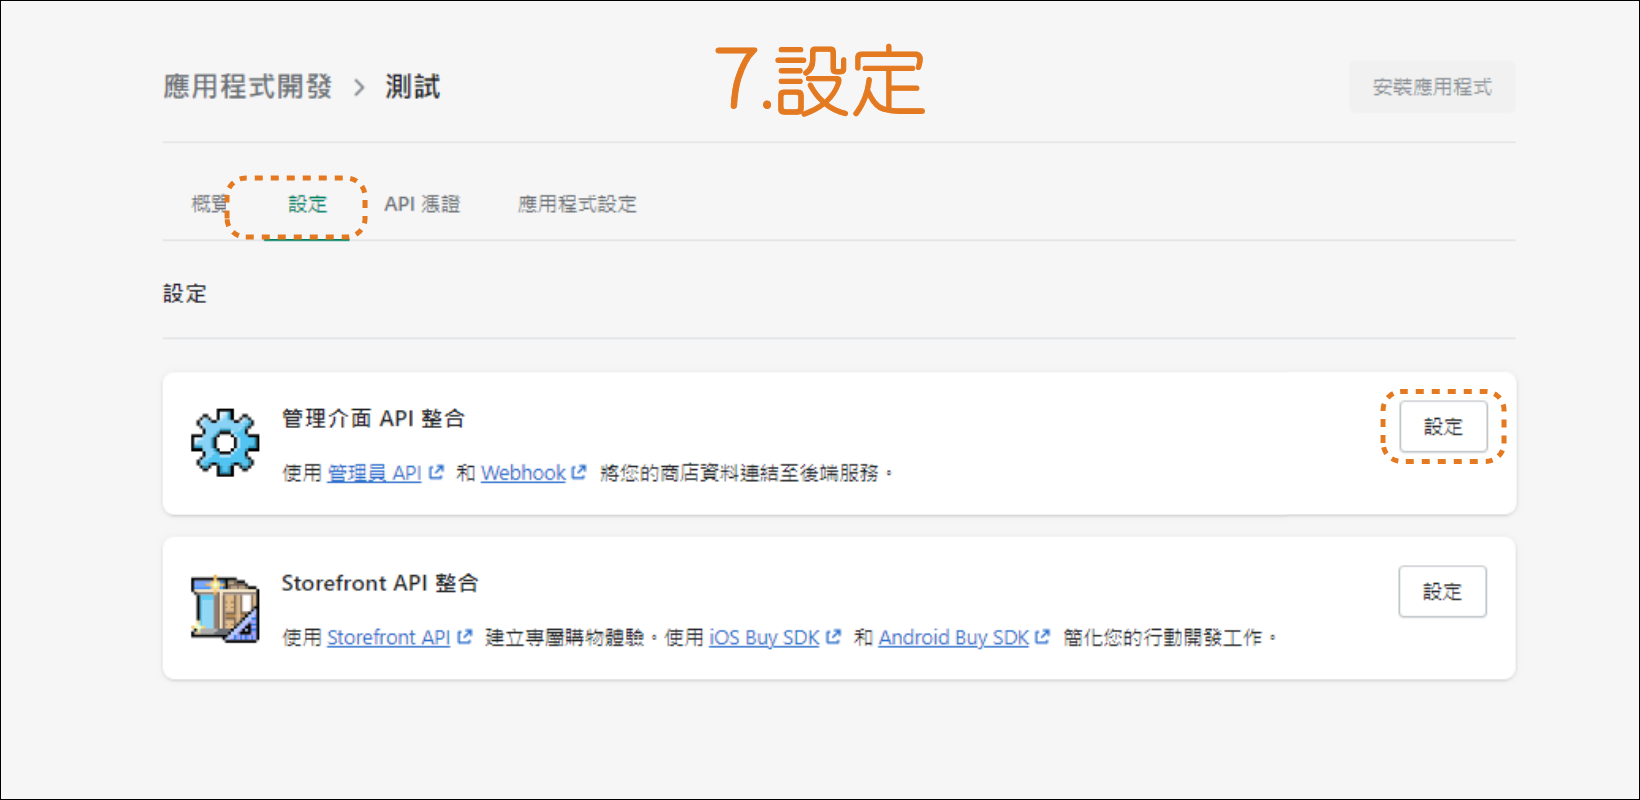 7.設定
應用程式開發 > 測試
安裝應用程式
概覽 設定 API 憑證 應用程式設定
設定
管理介面 API 整合
設定
使用 管理員 API 和 Webhook 將您的商店資料連結至後端服務。
Storefront API 整合
設定
使用 Storefront API 建立專屬購物體驗。使用 iOS Buy SDK 和 Android Buy SDK 簡化您的行動開發工作。